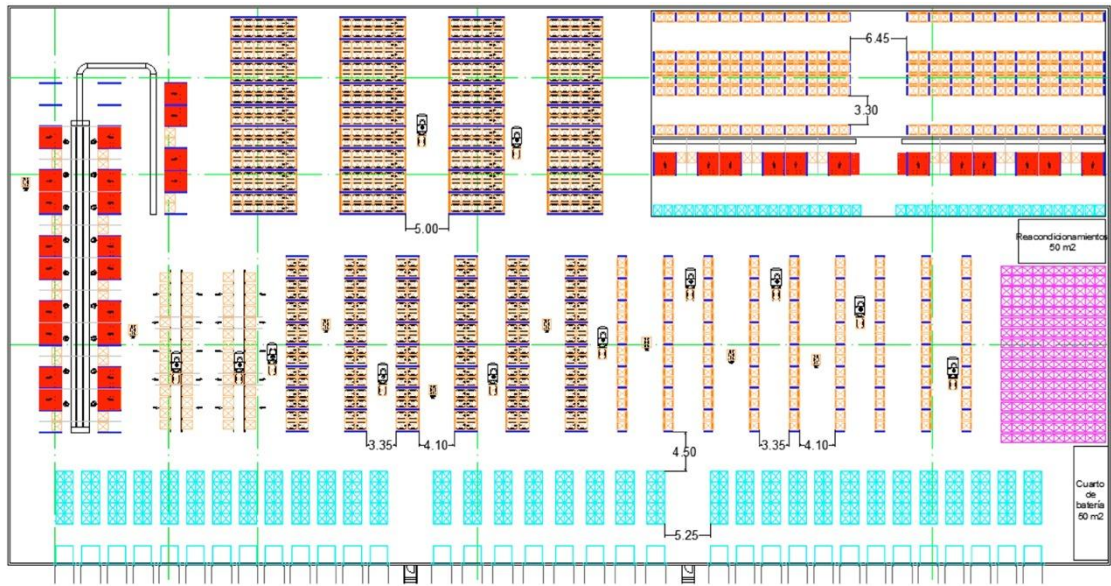 6.45
3.30
5.00
Reacondicionamientos
50 m2
3.35
4.10
3.35
4.10
4.50
Cuarto
de
batería
50 m2
5.25